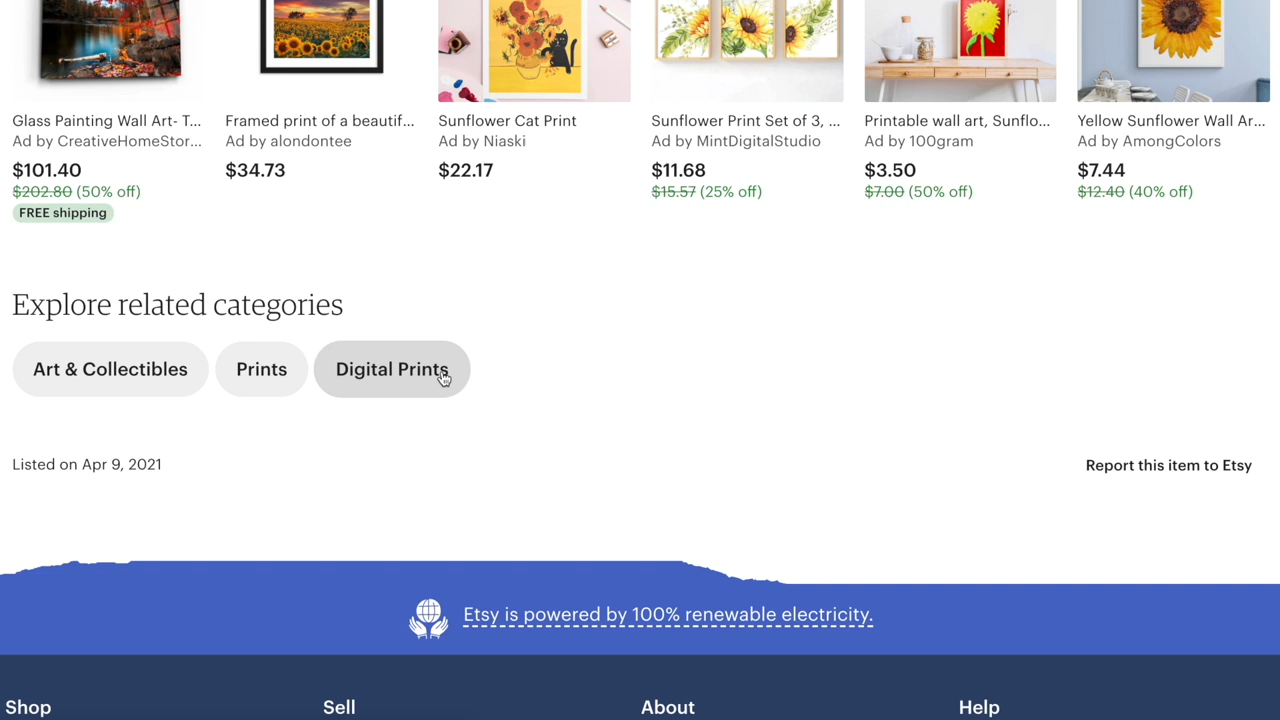 Glass Painting Wall Art- T...
Ad by CreativeHomeStor...
$101.40
$202.80 (50% off)
FREE shipping
Framed print of a beautif...
Ad by alondontee
$34.73
Sunflower Cat Print
Ad by Niaski
$22.17
Sunflower Print Set of 3, ...
Ad by MintDigitalStudio
$11.68
$15.57 (25% off)
Printable wall art, Sunflo...
Ad by 100gram
$3.50
$7.00 (50% off)
Yellow Sunflower Wall Ar...
Ad by AmongColors
$7.44
$12.40 (40% off)
Explore related categories
Art & Collectibles
Prints
Digital Prints
Listed on Apr 9, 2021
Report this item to Etsy
Etsy is powered by 100% renewable electricity.
Shop
Sell
About
Help